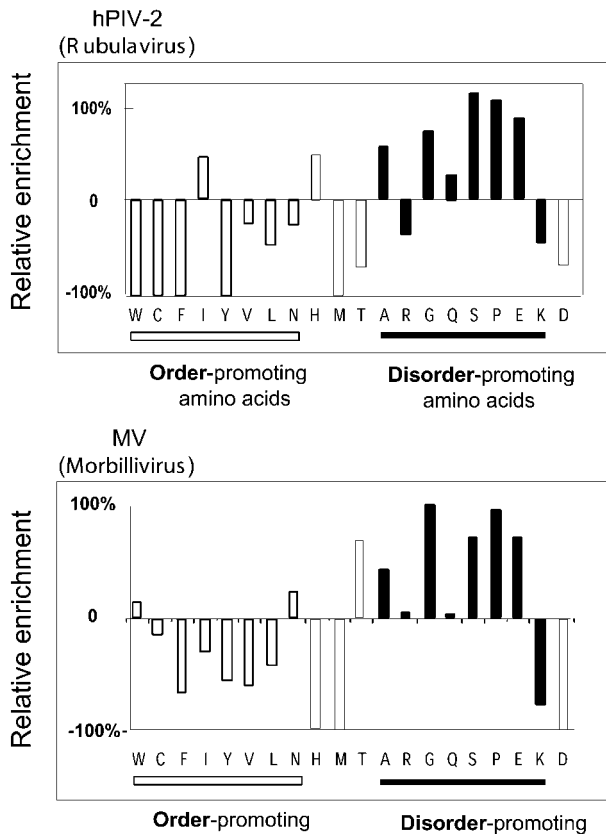 hPIV-2
(Rubulavirus)
Relative enrichment
100%
0
-100%
W C F I Y V L N H M T A R G Q S P E K D
Order-promoting amino acids
Disorder-promoting amino acids
MV
(Morbillivirus)
Relative enrichment
100%
0
-100%
W C F I Y V L N H M T A R G Q S P E K D
Order-promoting
Disorder-promoting